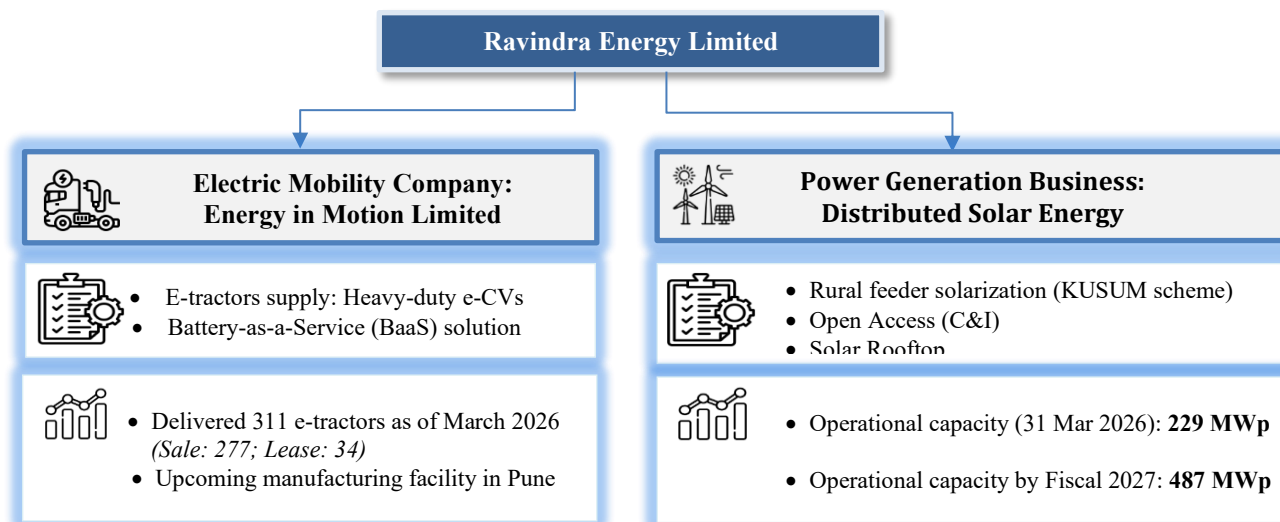 Ravindra Energy Limited
Electric Mobility Company:
Energy in Motion Limited
• E-tractors supply: Heavy-duty e-CVs
• Battery-as-a-Service (BaaS) solution
• Delivered 311 e-tractors as of March 2026
(Sale: 277; Lease: 34)
• Upcoming manufacturing facility in Pune
Power Generation Business:
Distributed Solar Energy
• Rural feeder solarization (KUSUM scheme)
• Open Access (C&I)
• Solar Rooftop
• Operational capacity (31 Mar 2026): 229 MWp
• Operational capacity by Fiscal 2027: 487 MWp